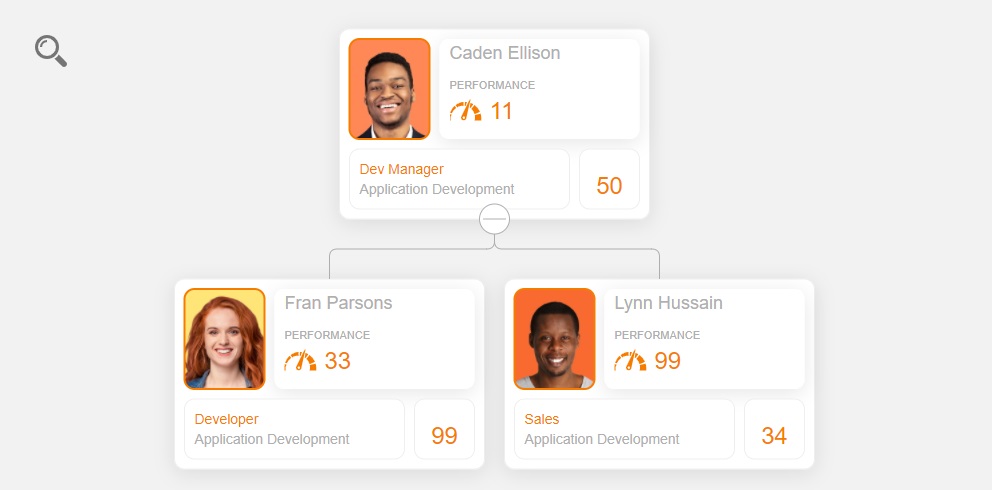 Caden Ellison
PERFORMANCE
11
Dev Manager
Application Development
50
Fran Parsons
PERFORMANCE
33
Developer
Application Development
99
Lynn Hussain
PERFORMANCE
99
Sales
Application Development
34